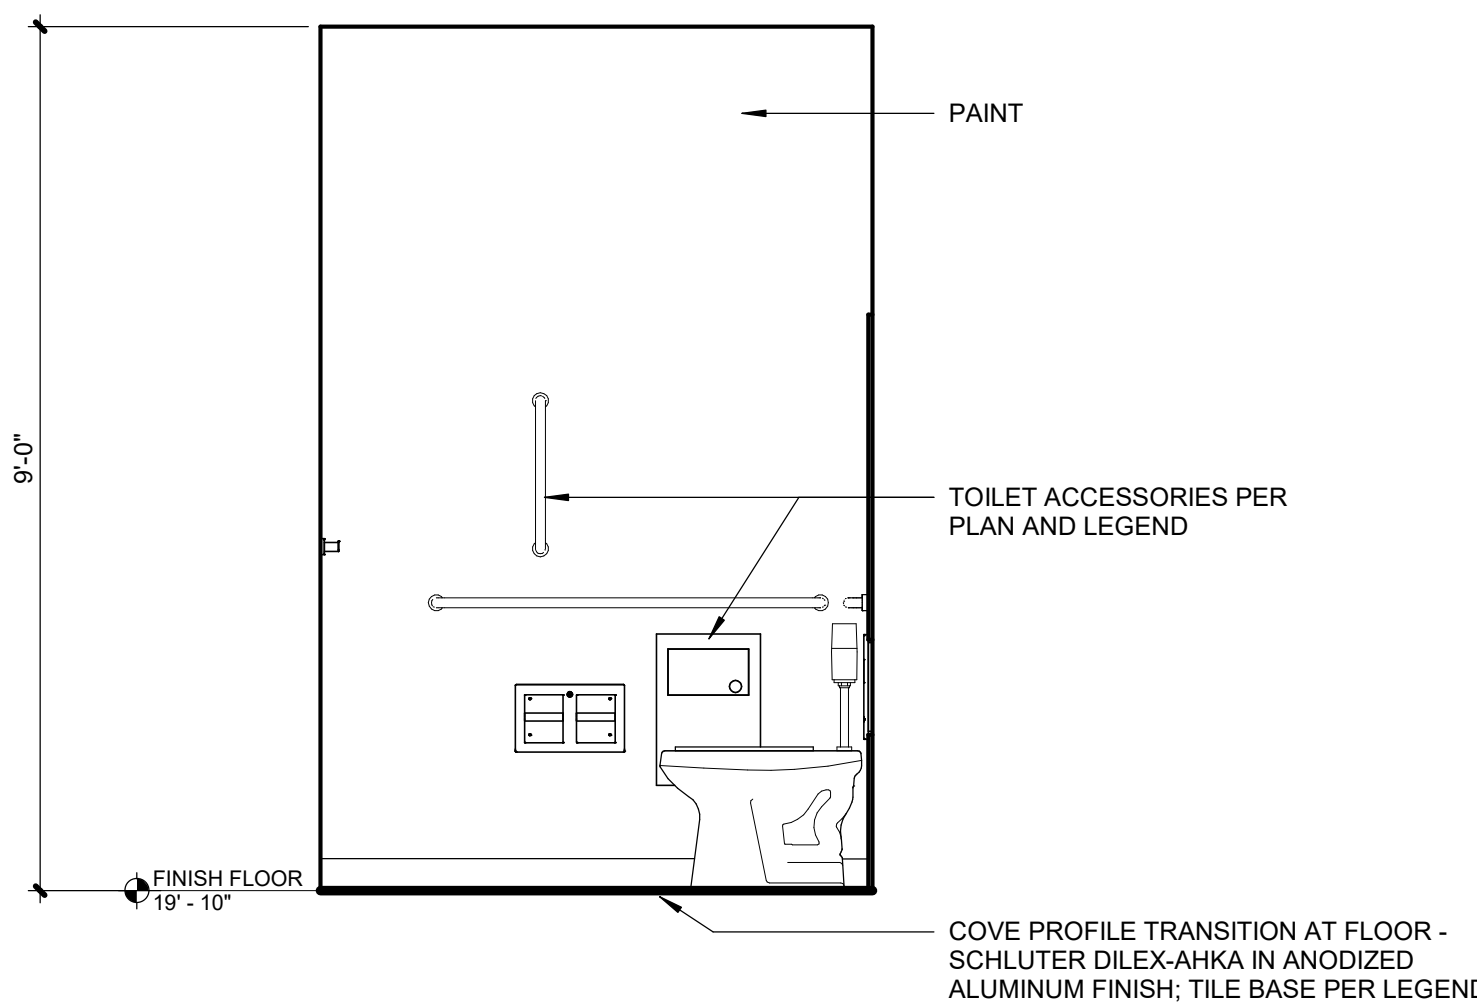 PAINT
9'-0"
TOILET ACCESSORIES PER
PLAN AND LEGEND
FINISH FLOOR
19' - 10"
COVE PROFILE TRANSITION AT FLOOR -
SCHLUTER DILEX-AHKA IN ANODIZED
ALUMINUM FINISH; TILE BASE PER LEGEND